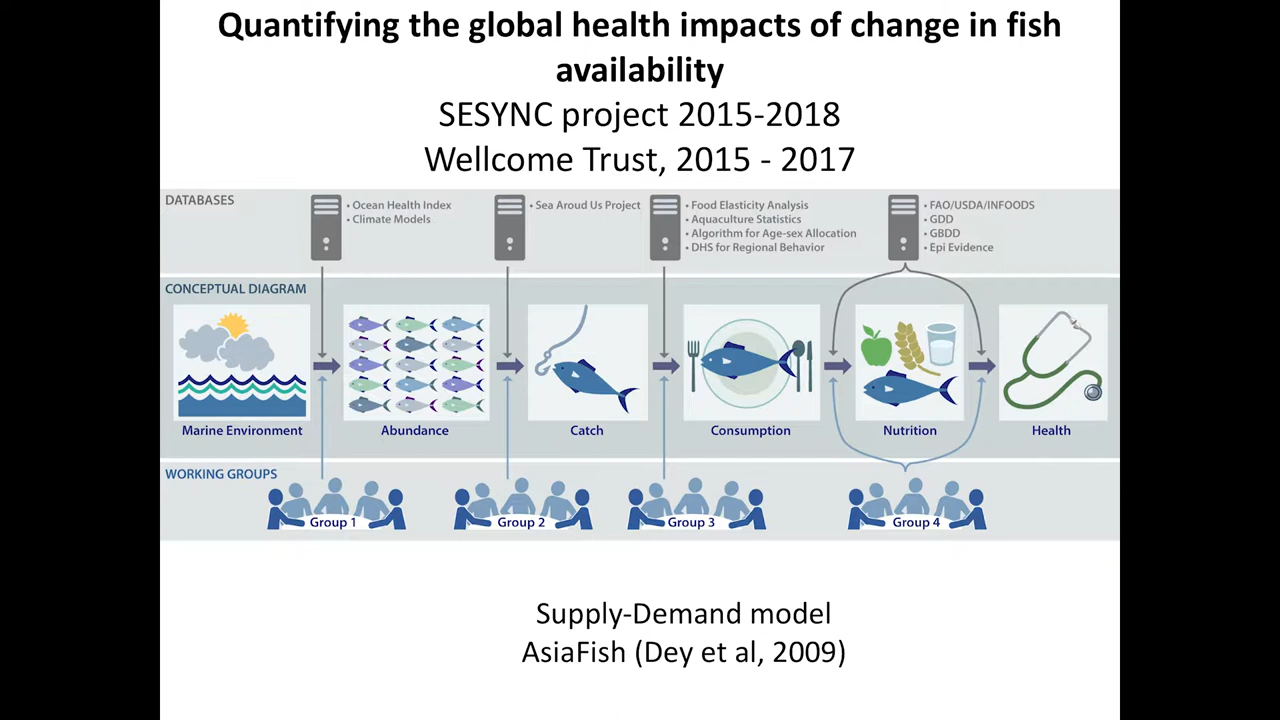 Quantifying the global health impacts of change in fish
availability
SESYNC project 2015-2018
Wellcome Trust, 2015 - 2017
DATABASES
• Ocean Health Index
• Climate Models
• Sea Aroud Us Project
• Food Elasticity Analysis
• Aquaculture Statistics
• Algorithm for Age-sex Allocation
• DHS for Regional Behavior
• FAO/USDA/INFOODS
• GDD
• GBDD
• Epi Evidence
CONCEPTUAL DIAGRAM
Marine Environment
Abundance
Catch
Consumption
Nutrition
Health
WORKING GROUPS
Group 1
Group 2
Group 3
Group 4
Supply-Demand model
AsiaFish (Dey et al, 2009)